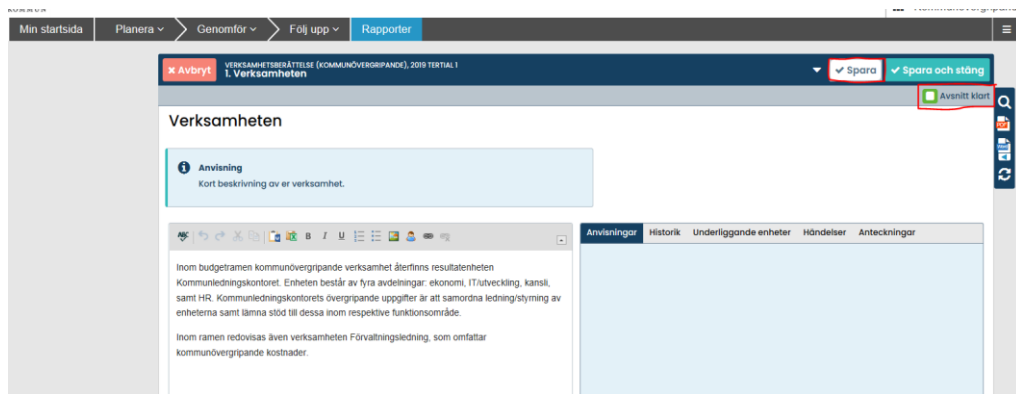 KOMMUN
Min startsida Planera Genomför Följ upp Rapporter
Avbryt
VERKSAMHETSBERÄTTELSE (KOMMUNÖVERGRIPANDE), 2019 TERTIAL 1
1. Verksamheten
Spara
Spara och stäng
Avsnitt klart
Verksamheten
Anvisning
Kort beskrivning av er verksamhet.
ABC
B I U
Anvisningar Historik Underliggande enheter Händelser Anteckningar
Inom budgetramen kommunövergripande verksamhet återfinns resultatenheten
Kommunledningskontoret. Enheten består av fyra avdelningar: ekonomi, IT/utveckling, kansli,
samt HR. Kommunledningskontorets övergripande uppgifter är att samordna ledning/styrning av
enheterna samt lämna stöd till dessa inom respektive funktionsområde.
Inom ramen redovisas även verksamheten Förvaltningsledning, som omfattar
kommunövergripande kostnader.
PDF